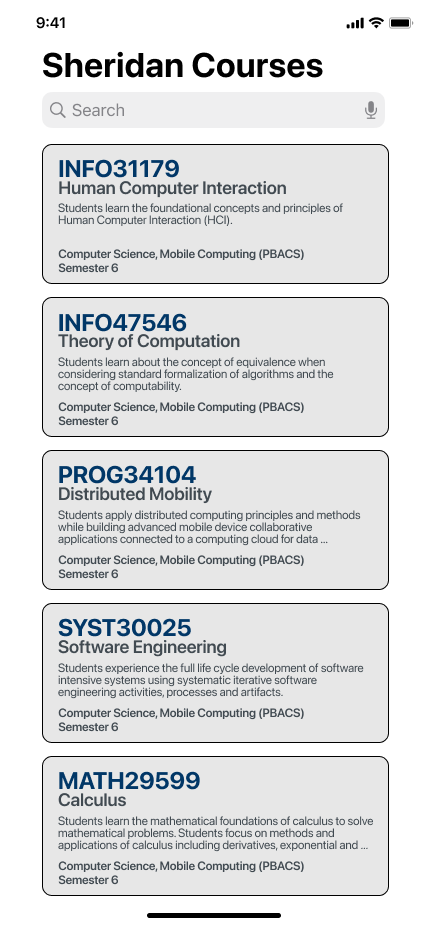 9:41
Sheridan Courses
Search
INFO31179
Human Computer Interaction
Students learn the foundational concepts and principles of
Human Computer Interaction (HCI).
Computer Science, Mobile Computing (PBACS)
Semester 6
INFO47546
Theory of Computation
Students learn about the concept of equivalence when
considering standard formalization of algorithms and the
concept of computability.
Computer Science, Mobile Computing (PBACS)
Semester 6
PROG34104
Distributed Mobility
Students apply distributed computing principles and methods
while building advanced mobile device collaborative
applications connected to a computing cloud for data ...
Computer Science, Mobile Computing (PBACS)
Semester 6
SYST30025
Software Engineering
Students experience the full life cycle development of software
intensive systems using systematic iterative software
engineering activities, processes and artifacts.
Computer Science, Mobile Computing (PBACS)
Semester 6
MATH29599
Calculus
Students learn the mathematical foundations of calculus to solve
mathematical problems. Students focus on methods and
applications of calculus including derivatives, exponential and ...
Computer Science, Mobile Computing (PBACS)
Semester 6